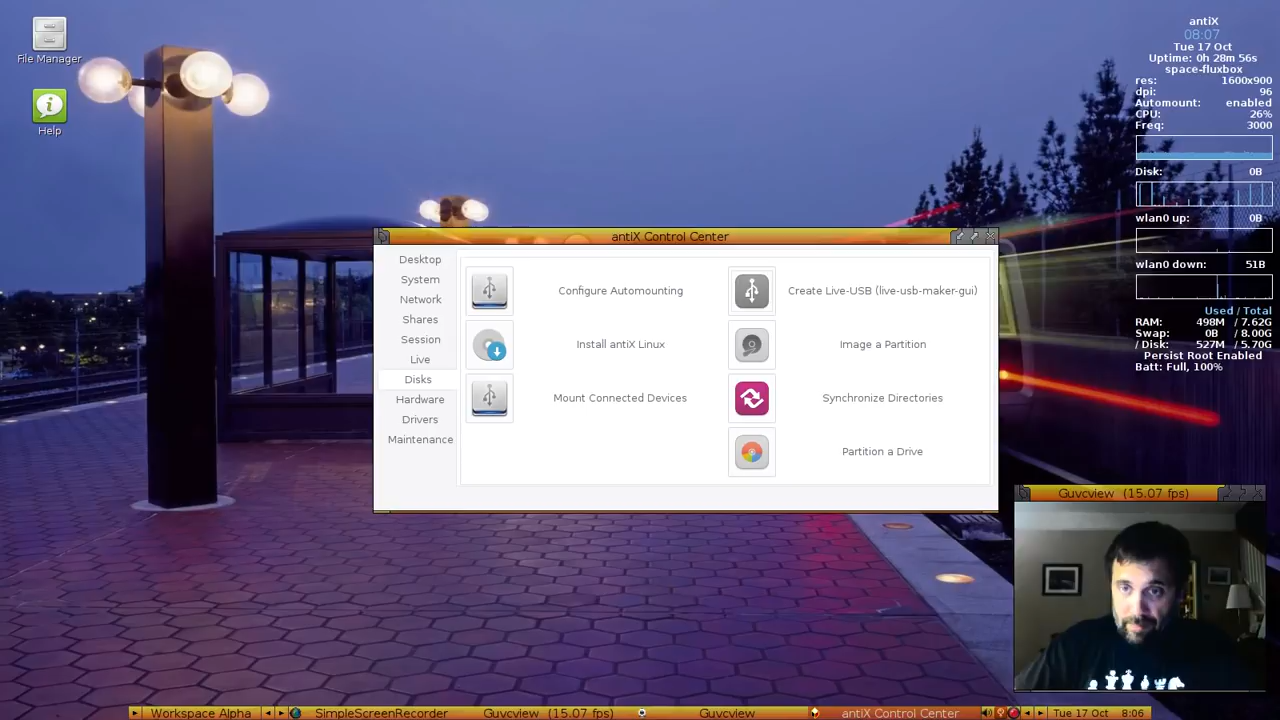 File Manager
Help
antiX
08:07
Tue 17 Oct
Uptime: 0h 28m 56s
space-fluxbox
res: 1600x900
dpi: 96
Automount: enabled
CPU: 26%
Freq: 3000
Disk: 0B
wlan0 up: 0B
wlan0 down: 51B
Used / Total
RAM: 498M / 7.62G
Swap: 0B / 8.00G
/ Disk: 527M / 5.70G
Persist Root Enabled
Batt: Full, 100%
antiX Control Center
Desktop
System
Network
Shares
Session
Live
Disks
Hardware
Drivers
Maintenance
Configure Automounting
Create Live-USB (live-usb-maker-gui)
Install antiX Linux
Image a Partition
Mount Connected Devices
Synchronize Directories
Partition a Drive
Guvcview (15.07 fps)
Workspace Alpha
SimpleScreenRecorder
Guvcview (15.07 fps)
Guvcview
antiX Control Center
Tue 17 Oct 8:06